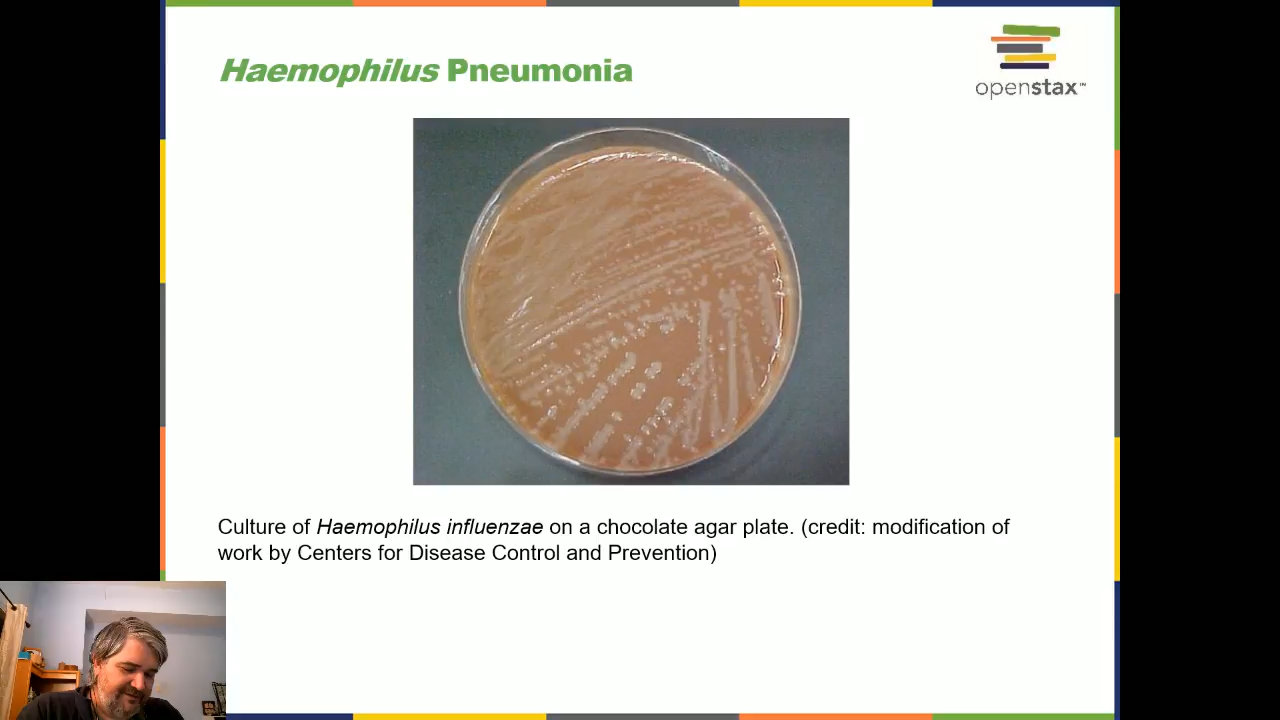 Haemophilus Pneumonia
openstax™
Culture of Haemophilus influenzae on a chocolate agar plate. (credit: modification of
work by Centers for Disease Control and Prevention)